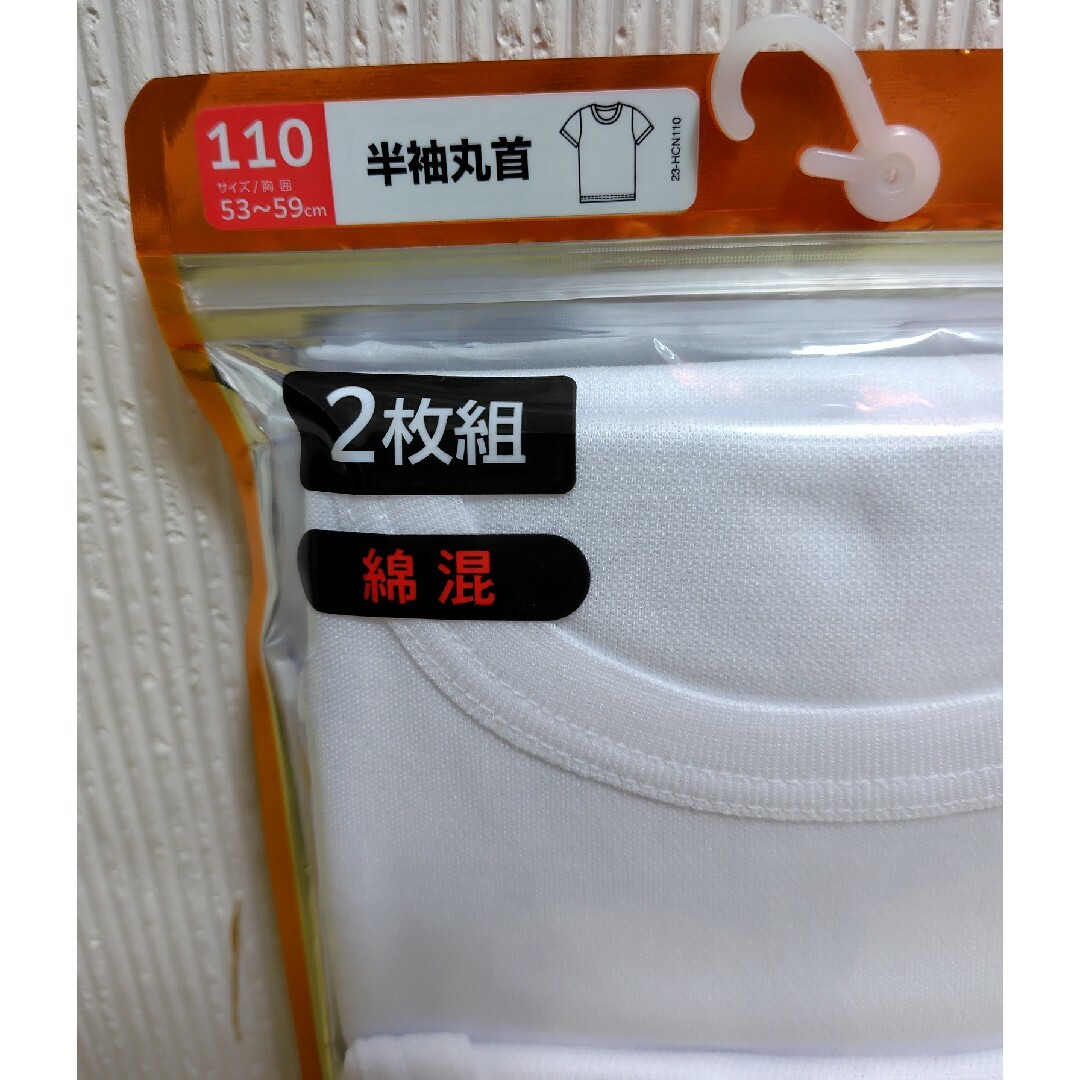 110
サイズ/胸 囲
53〜59cm
半袖丸首
23-HCN110
2枚組
綿 混